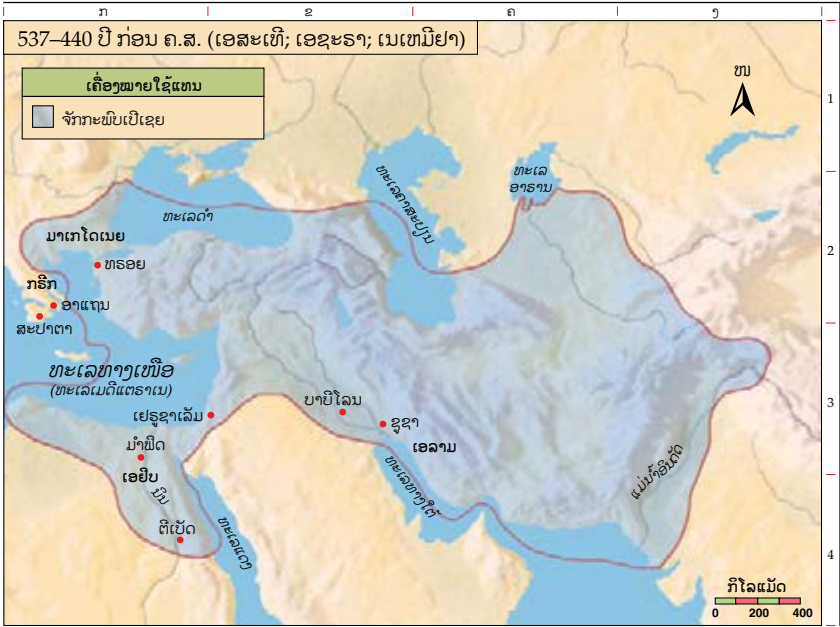 ກ ຂ ຄ ງ
537–440 ປີ ກ່ອນ ຄ.ສ. (ເອສະເທີ; ເອຊະຣາ; ເນເຫມີຢາ)
ເຄື່ອງໝາຍໃຊ້ແທນ
ຈັກກະພົບເປີເຊຍ
ໜ
1
2
3
4
ທະເລດຳ
ທະເລຄາສະປຽນ
ທະເລ
ອາຣານ
ມາເກໂດເນຍ
ທຣອຍ
ກຣີກ
ອາແຖນ
ສະປາຕາ
ທະເລທາງເໜືອ
(ທະເລເມດີແຕຣາເນ)
ເຢຣູຊາເລັມ
ບາບີໂລນ
ຊູຊາ
ເອລາມ
ມຳຟິດ
ເອຢິບ
ນິນ
ຕີເບັດ
ທະເລແດງ
ທະເລທາງໃຕ້
ແມ່ນ້ຳອິນດັດ
ກິໂລແມັດ
0 200 400